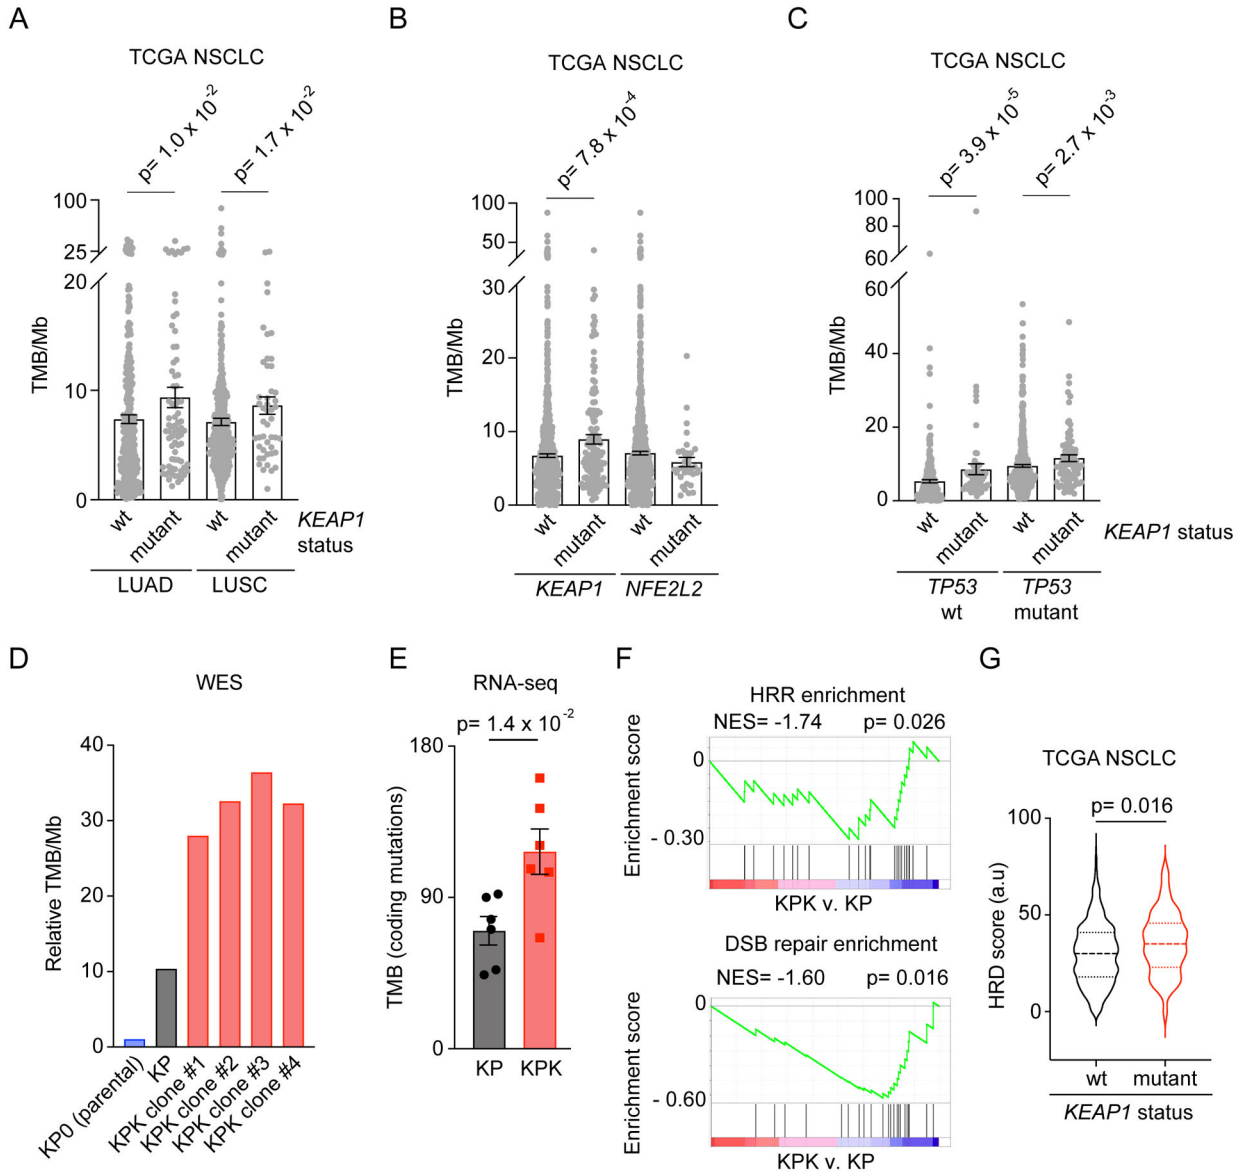 A
TCGA NSCLC
p= 1.0 x 10-2
p= 1.7 x 10-2
TMB/Mb
100
25
20
10
0
wt
mutant
wt
mutant
KEAP1
status
LUAD
LUSC
B
TCGA NSCLC
p= 7.8 x 10-4
TMB/Mb
100
50
30
20
10
0
wt
mutant
wt
mutant
KEAP1
NFE2L2
C
TCGA NSCLC
p= 3.9 x 10-5
p= 2.7 x 10-3
TMB/Mb
100
80
60
60
40
20
0
wt
mutant
wt
mutant
KEAP1 status
TP53
wt
TP53
mutant
D
WES
Relative TMB/Mb
40
30
20
10
0
KP0 (parental)
KP
KPK clone #1
KPK clone #2
KPK clone #3
KPK clone #4
E
RNA-seq
p= 1.4 x 10-2
TMB (coding mutations)
180
90
0
KP
KPK
F
HRR enrichment
NES= -1.74 p= 0.026
Enrichment score
0
- 0.30
KPK v. KP
DSB repair enrichment
NES= -1.60 p= 0.016
Enrichment score
0
- 0.60
KPK v. KP
G
TCGA NSCLC
p= 0.016
HRD score (a.u)
100
50
0
wt
mutant
KEAP1 status